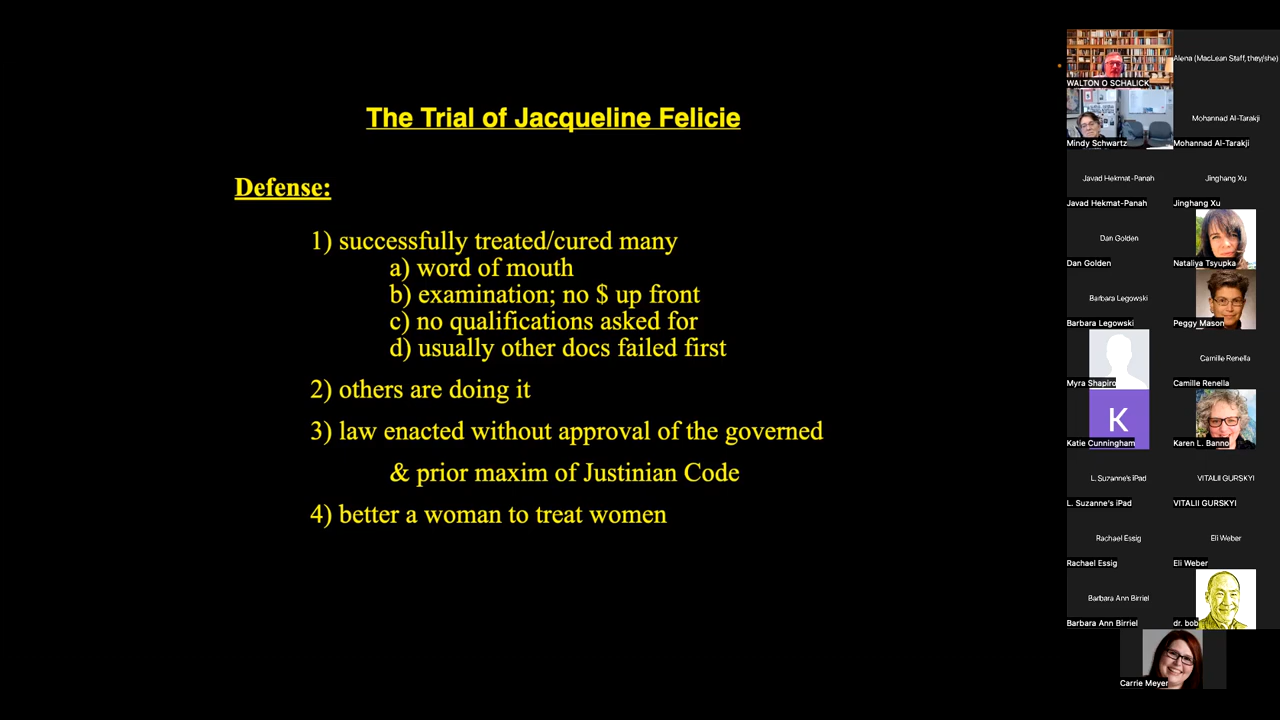 The Trial of Jacqueline Felicie
Defense:
1) successfully treated/cured many
a) word of mouth
b) examination; no $ up front
c) no qualifications asked for
d) usually other docs failed first
2) others are doing it
3) law enacted without approval of the governed
& prior maxim of Justinian Code
4) better a woman to treat women
WALTON O SCHALICK
Alena (MacLean Staff, they/she)
Mindy Schwartz
Mohannad Al-Tarakji
Mohannad Al-Tarakji
Javad Hekmat-Panah
Javad Hekmat-Panah
Jinghang Xu
Jinghang Xu
Dan Golden
Dan Golden
Nataliya Tsyupka
Barbara Legowski
Barbara Legowski
Peggy Mason
Myra Shapiro
Camille Renella
Camille Renella
K
Katie Cunningham
Karen L. Banno
L. Suzanne's iPad
L. Suzanne's iPad
VITALII GURSKYI
VITALII GURSKYI
Rachael Essig
Rachael Essig
Eli Weber
Eli Weber
Barbara Ann Birriel
Barbara Ann Birriel
dr. bob
Carrie Meyer